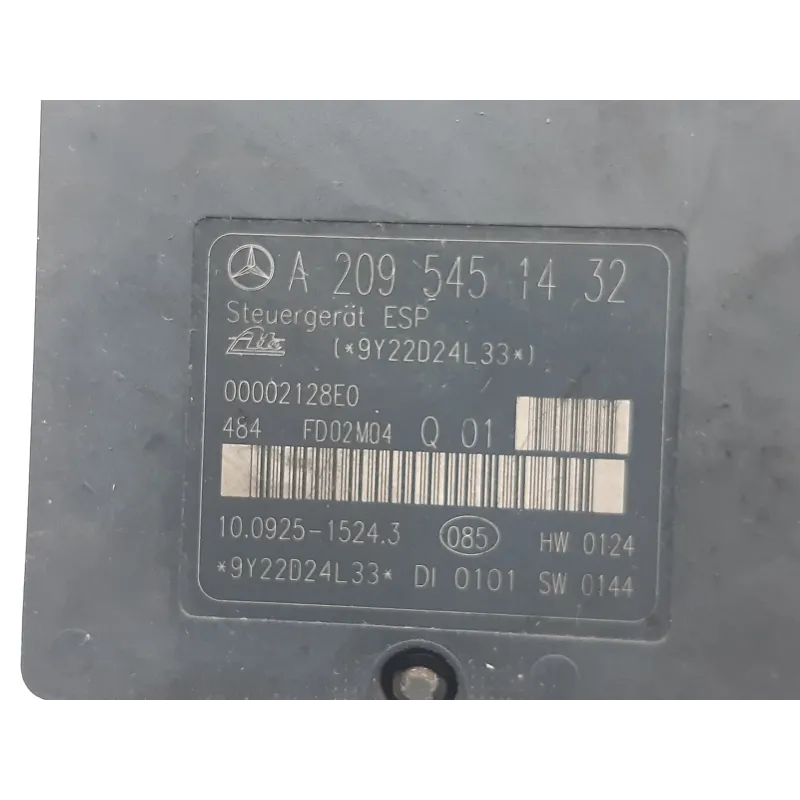 A 209 545 14 32
Steuergerät ESP
Ate (*9Y22D24L33*)
00002128E0
484 FD02M04 Q 01
10.0925-1524.3 085 HW 0124
*9Y22D24L33* DI 0101 SW 0144